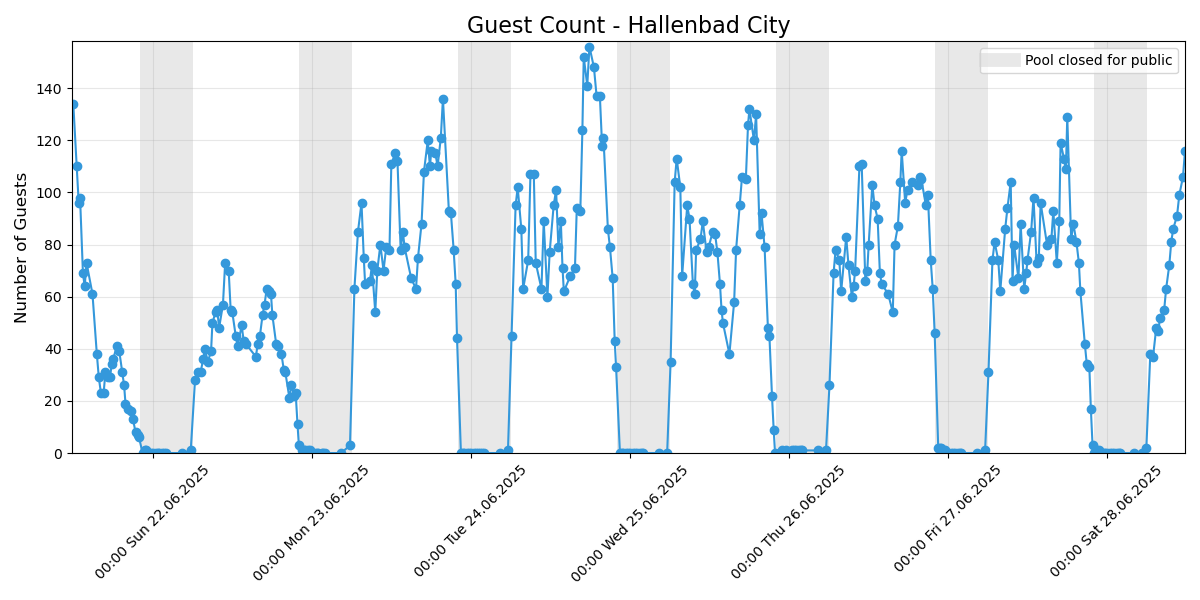 Guest Count - Hallenbad City
Pool closed for public
Number of Guests
140
120
100
80
60
40
20
0
00:00 Sun 22.06.2025
00:00 Mon 23.06.2025
00:00 Tue 24.06.2025
00:00 Wed 25.06.2025
00:00 Thu 26.06.2025
00:00 Fri 27.06.2025
00:00 Sat 28.06.2025